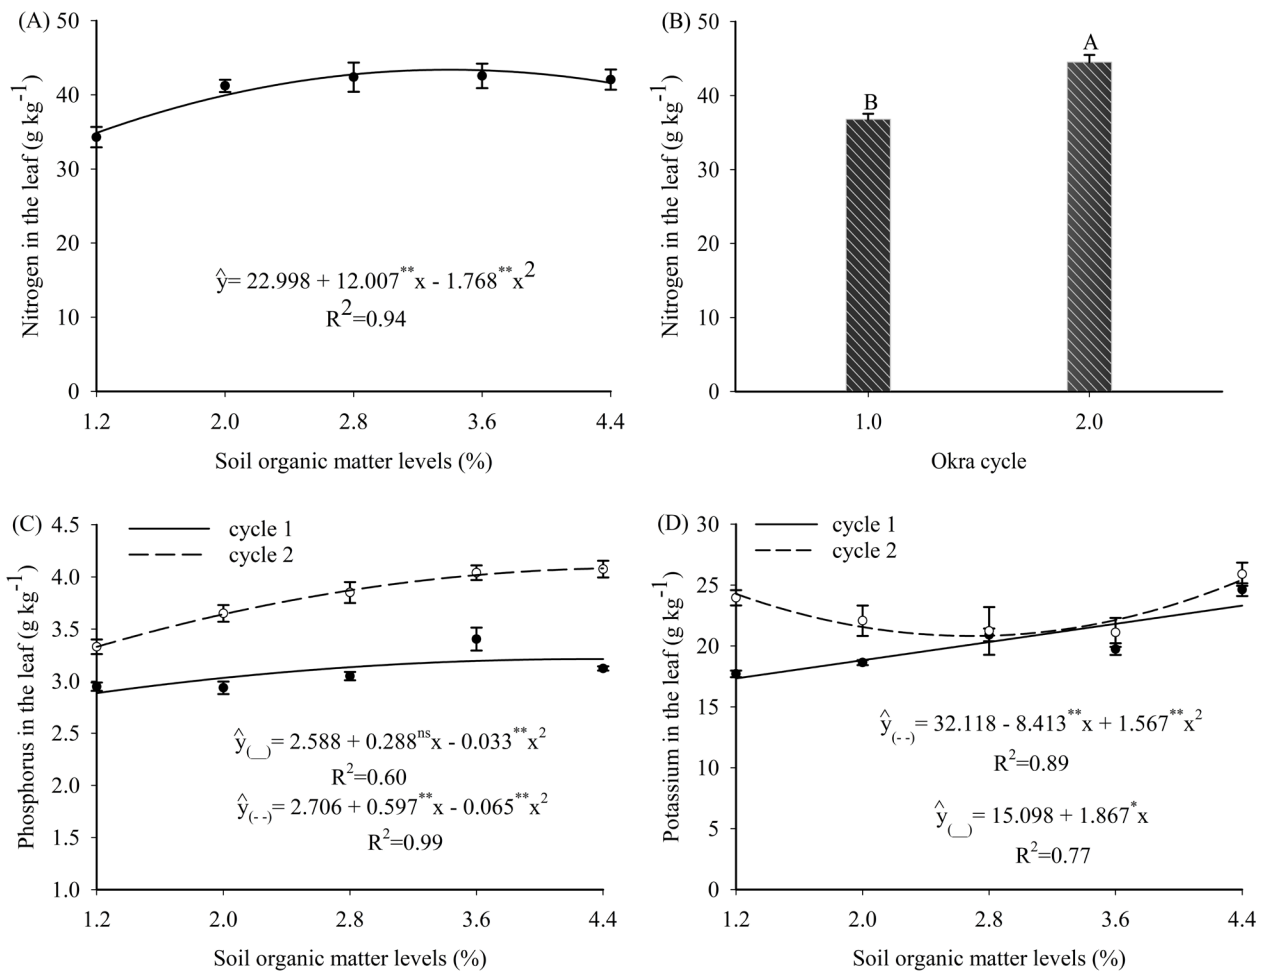 (A)
50
40
30
20
10
0
Nitrogen in the leaf (g kg⁻¹)
ŷ= 22.998 + 12.007**x - 1.768**x²
R²=0.94
1.2 2.0 2.8 3.6 4.4
Soil organic matter levels (%)
(B)
50
40
30
20
10
0
Nitrogen in the leaf (g kg⁻¹)
B
A
1.0 2.0
Okra cycle
(C)
4.5
4.0
3.5
3.0
2.5
2.0
1.5
1.0
Phosphorus in the leaf (g kg⁻¹)
cycle 1
cycle 2
ŷ(__)= 2.588 + 0.288ⁿˢx - 0.033**x²
R²=0.60
ŷ(- -)= 2.706 + 0.597**x - 0.065**x²
R²=0.99
1.2 2.0 2.8 3.6 4.4
Soil organic matter levels (%)
(D)
30
25
20
15
10
5
0
Potassium in the leaf (g kg⁻¹)
cycle 1
cycle 2
ŷ(- -)= 32.118 - 8.413**x + 1.567**x²
R²=0.89
ŷ(__)= 15.098 + 1.867*x
R²=0.77
1.2 2.0 2.8 3.6 4.4
Soil organic matter levels (%)